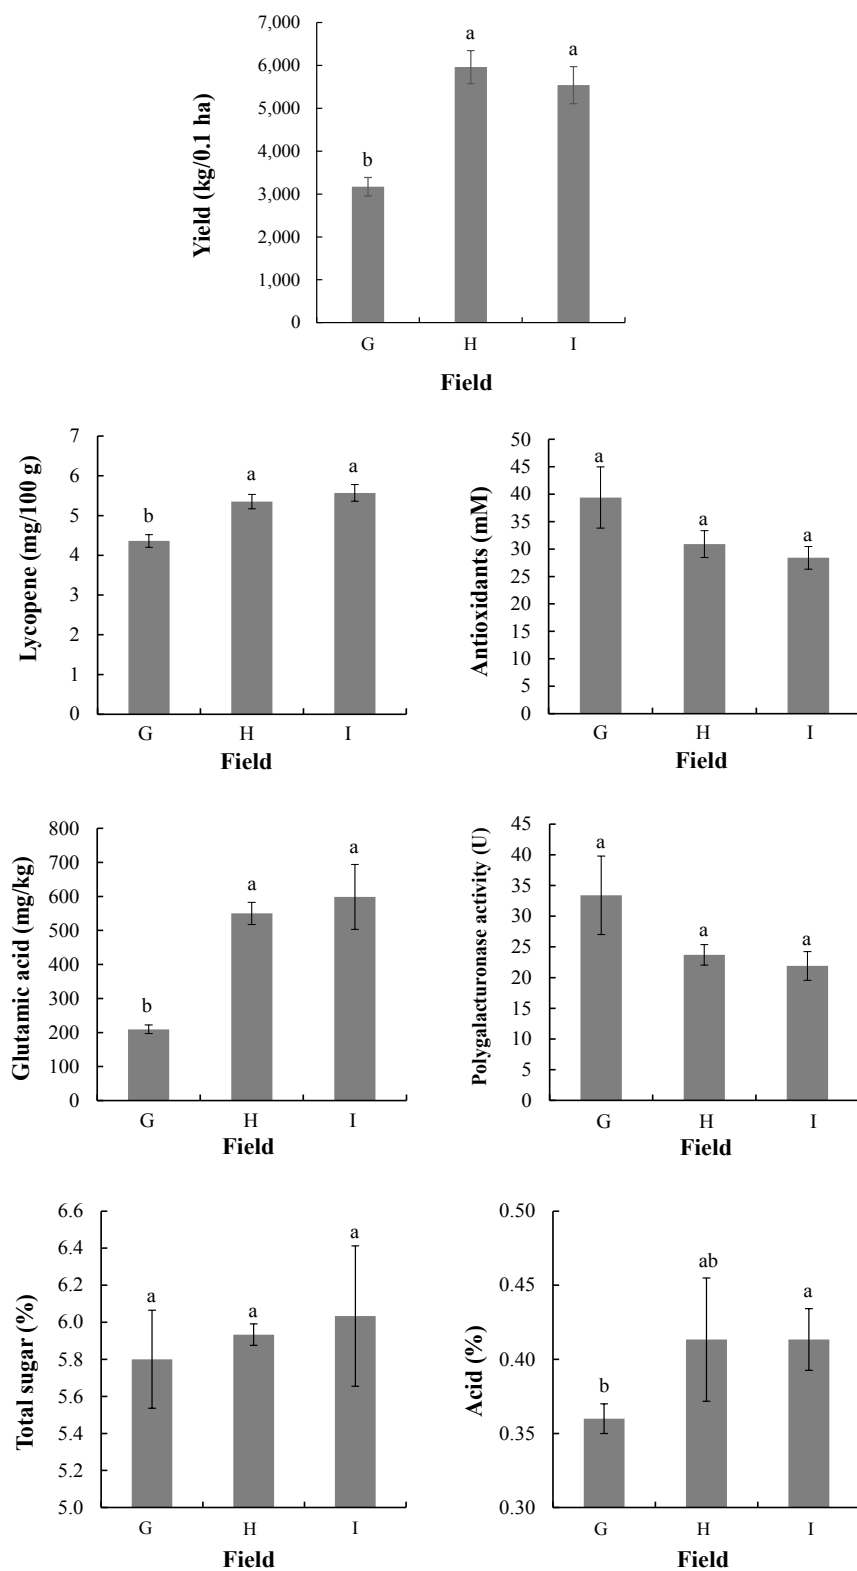 Yield (kg/0.1 ha)
7,000
6,000
5,000
4,000
3,000
2,000
1,000
0
b
a
a
G H I
Field
Lycopene (mg/100 g)
7
6
5
4
3
2
1
0
b
a
a
G H I
Field
Antioxidants (mM)
50
45
40
35
30
25
20
15
10
5
0
a
a
a
G H I
Field
Glutamic acid (mg/kg)
800
700
600
500
400
300
200
100
0
b
a
a
G H I
Field
Polygalacturonase activity (U)
45
40
35
30
25
20
15
10
5
0
a
a
a
G H I
Field
Total sugar (%)
6.6
6.4
6.2
6.0
5.8
5.6
5.4
5.2
5.0
a
a
a
G H I
Field
Acid (%)
0.50
0.45
0.40
0.35
0.30
b
ab
a
G H I
Field